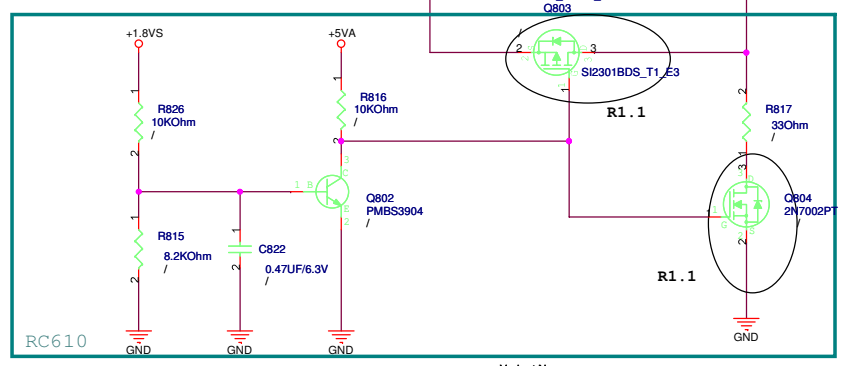 Q803
+1.8VS
+5VA
2
3
SI2301BDS_T1_E3
1
R1.1
1
R826
10KOhm
/
2
1
R816
10KOhm
/
2
2
R817
33Ohm
/
1
1 B
3
C
E
2
Q802
PMBS3904
/
3
1
G
2
Q804
2N7002PT
/
R1.1
1
R815
8.2KOhm
/
2
1
C822
0.47UF/6.3V
/
2
RC610
GND
GND
GND
GND